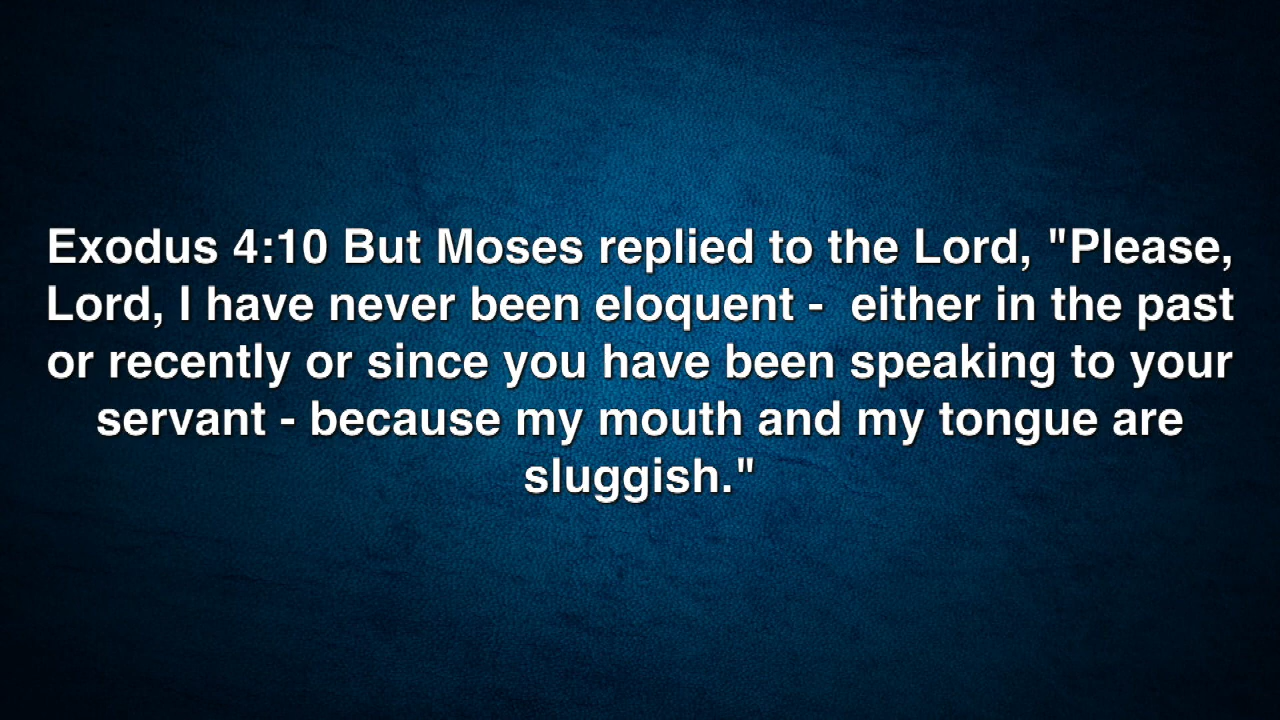 Exodus 4:10 But Moses replied to the Lord, "Please,
Lord, I have never been eloquent -  either in the past
or recently or since you have been speaking to your
servant - because my mouth and my tongue are
sluggish."